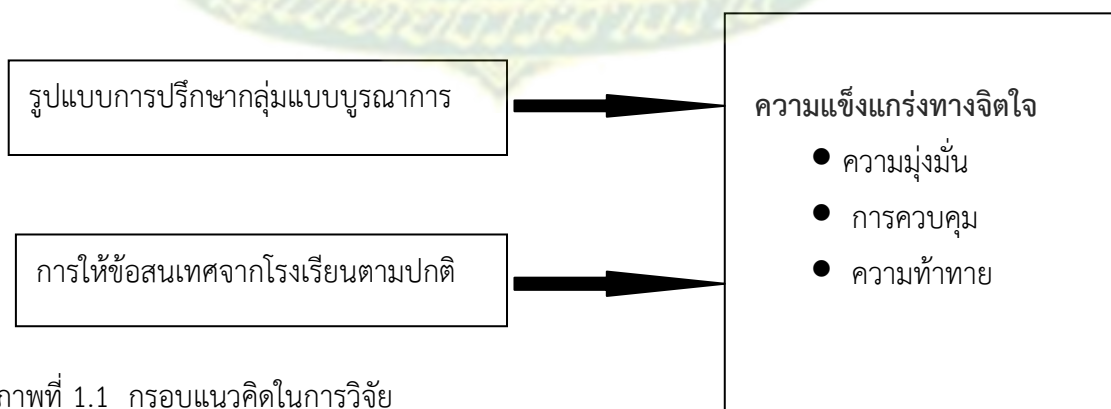 รูปแบบการปรึกษากลุ่มแบบบูรณาการ
ความแข็งแกร่งทางจิตใจ
● ความมุ่งมั่น
● การควบคุม
● ความท้าทาย
การให้ข้อสนเทศจากโรงเรียนตามปกติ
ภาพที่ 1.1 กรอบแนวคิดในการวิจัย